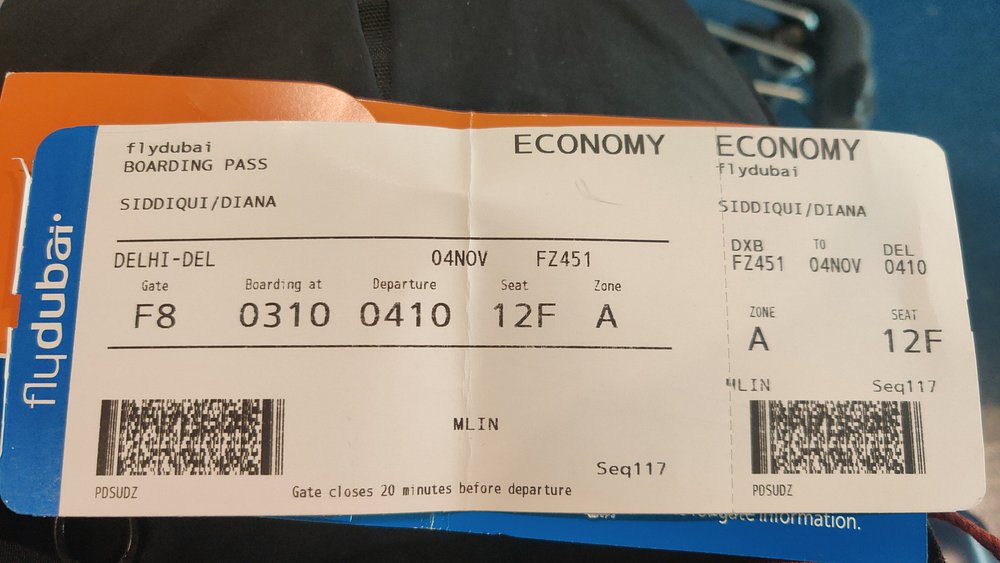 flydubai
BOARDING PASS
ECONOMY
SIDDIQUI/DIANA
DELHI-DEL 04NOV FZ451
Gate Boarding at Departure Seat Zone
F8 0310 0410 12F A
MLIN
Seq117
PDSUDZ Gate closes 20 minutes before departure
flydubai
ECONOMY
flydubai
SIDDIQUI/DIANA
DXB TO DEL
FZ451 04NOV 0410
ZONE SEAT
A 12F
MLIN Seq117
PDSUDZ
information.